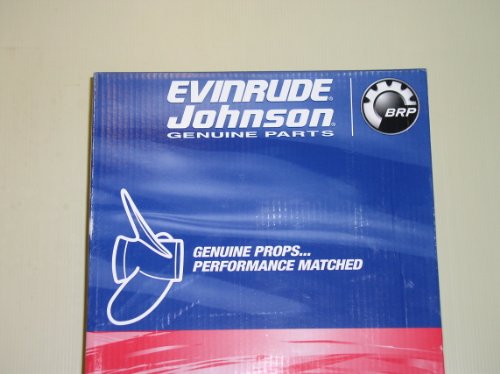 EVINRUDE®
Johnson®
GENUINE PARTS
BRP
GENUINE PROPS...
PERFORMANCE MATCHED